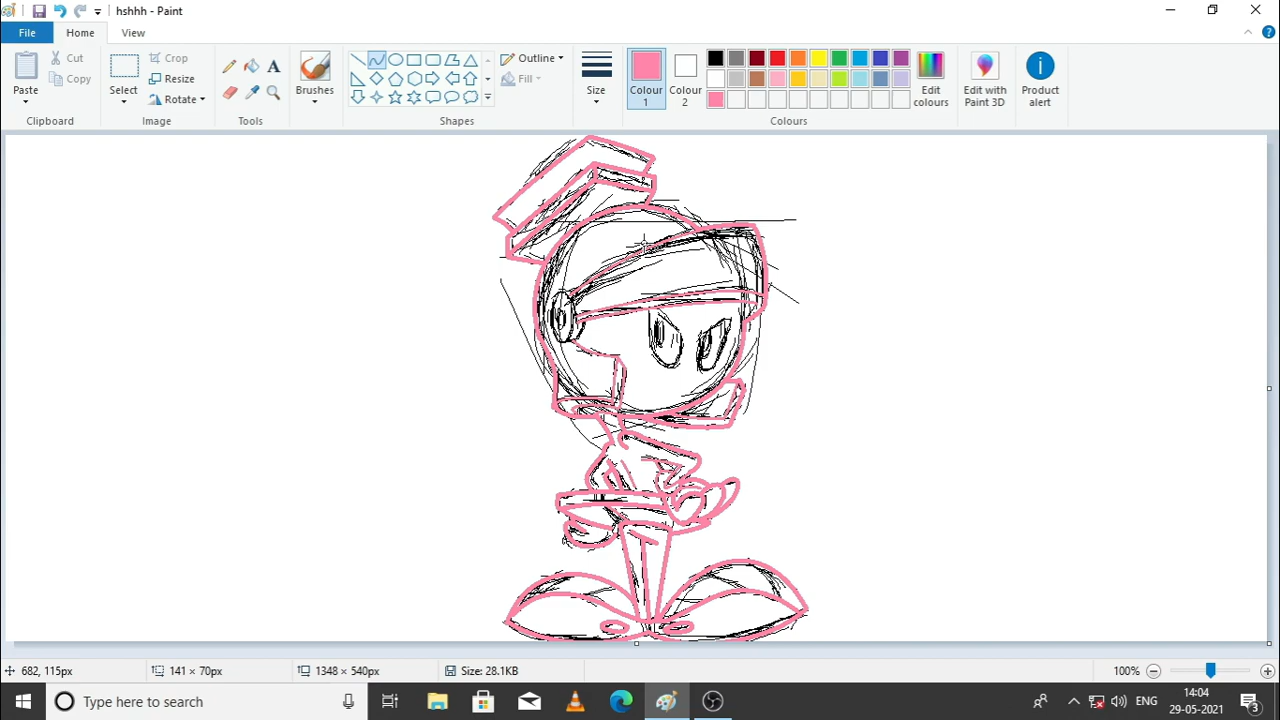 hshhh - Paint
File
Home
View
Paste
Cut
Copy
Clipboard
Select
Crop
Resize
Rotate
Image
A
Tools
Brushes
Outline
Fill
Shapes
Size
Colour 1
Colour 2
Edit colours
Edit with Paint 3D
Product alert
Colours
682, 115px
141 × 70px
1348 × 540px
Size: 28.1KB
100%
Type here to search
ENG
14:04
29-05-2021
3